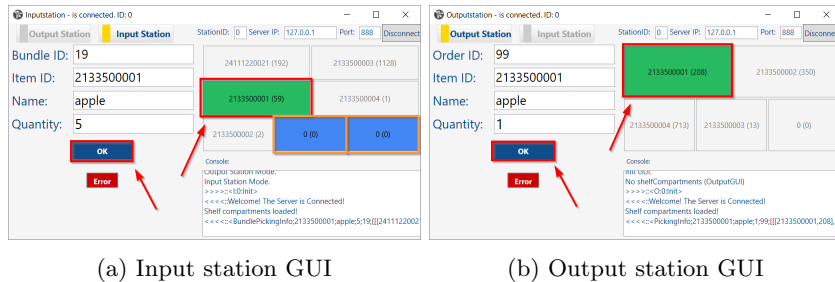 Inputstation - is connected. ID: 0
Output Station Input Station StationID: 0 Server IP: 127.0.0.1 Port: 888 Disconnect
Bundle ID: 19
Item ID: 2133500001
Name: apple
Quantity: 5
OK
Error
24111220021 (192) 2133500003 (1128)
2133500001 (59) 2133500004 (1)
2133500002 (2) 0 (0) 0 (0)
Console:
Output Station Mode.
Input Station Mode.
>>>>::<I:0:Init>
<<<<::Welcome! The Server is Connected!
Shelf compartments loaded!
<<<<::<BundlePickingInfo;2133500001;apple;5;19;[[[2411122002
(a) Input station GUI
Outputstation - is connected. ID: 0
Output Station Input Station StationID: 0 Server IP: 127.0.0.1 Port: 888 Disconne
Order ID: 99
Item ID: 2133500001
Name: apple
Quantity: 1
OK
Error
2133500001 (208) 2133500002 (350)
2133500004 (713) 2133500003 (13) 0 (0)
Console:
Init GUI.
No shelfCompartments (OutputGUI)
>>>>::<O:0:Init>
<<<<::Welcome! The Server is Connected!
Shelf compartments loaded!
<<<<::<PickingInfo;2133500001;apple;1;99;[[[2133500001,208],
(b) Output station GUI